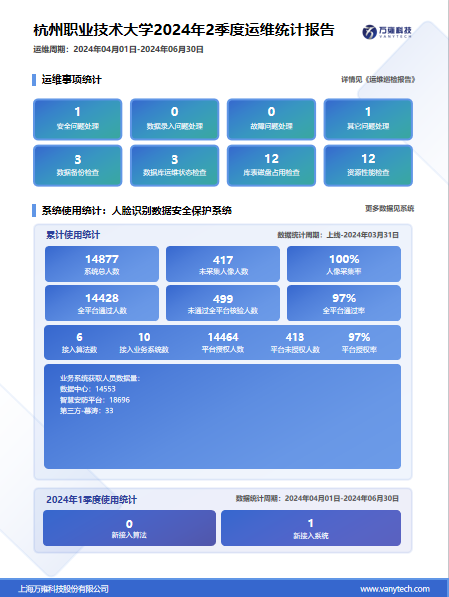 杭州职业技术大学2024年2季度运维统计报告
万雍科技
VANYTECH
运维周期：2024年04月01日-2024年06月30日
运维事项统计
详情见《运维巡检报告》
1
安全问题处理
0
数据录入问题处理
0
故障问题处理
1
其它问题处理
3
数据备份检查
3
数据库运维状态检查
12
库表磁盘占用检查
12
资源性能检查
系统使用统计：人脸识别数据安全保护系统
更多数据见系统
累计使用统计
数据统计周期：上线-2024年03月31日
14877
系统总人数
417
未采集人像人数
100%
人像采集率
14428
全平台通过人数
499
未通过全平台核验人数
97%
全平台通过率
6
接入算法数
10
接入业务系统数
14464
平台授权人数
413
平台未授权人数
97%
平台授权率
业务系统获取人员数据量：
数据中心：14553
智慧安防平台：18696
第三方-慕涛：33
2024年1季度使用统计
数据统计周期：2024年04月01日-2024年06月30日
0
新接入算法
1
新接入系统
上海万雍科技股份有限公司
www.vanytech.com